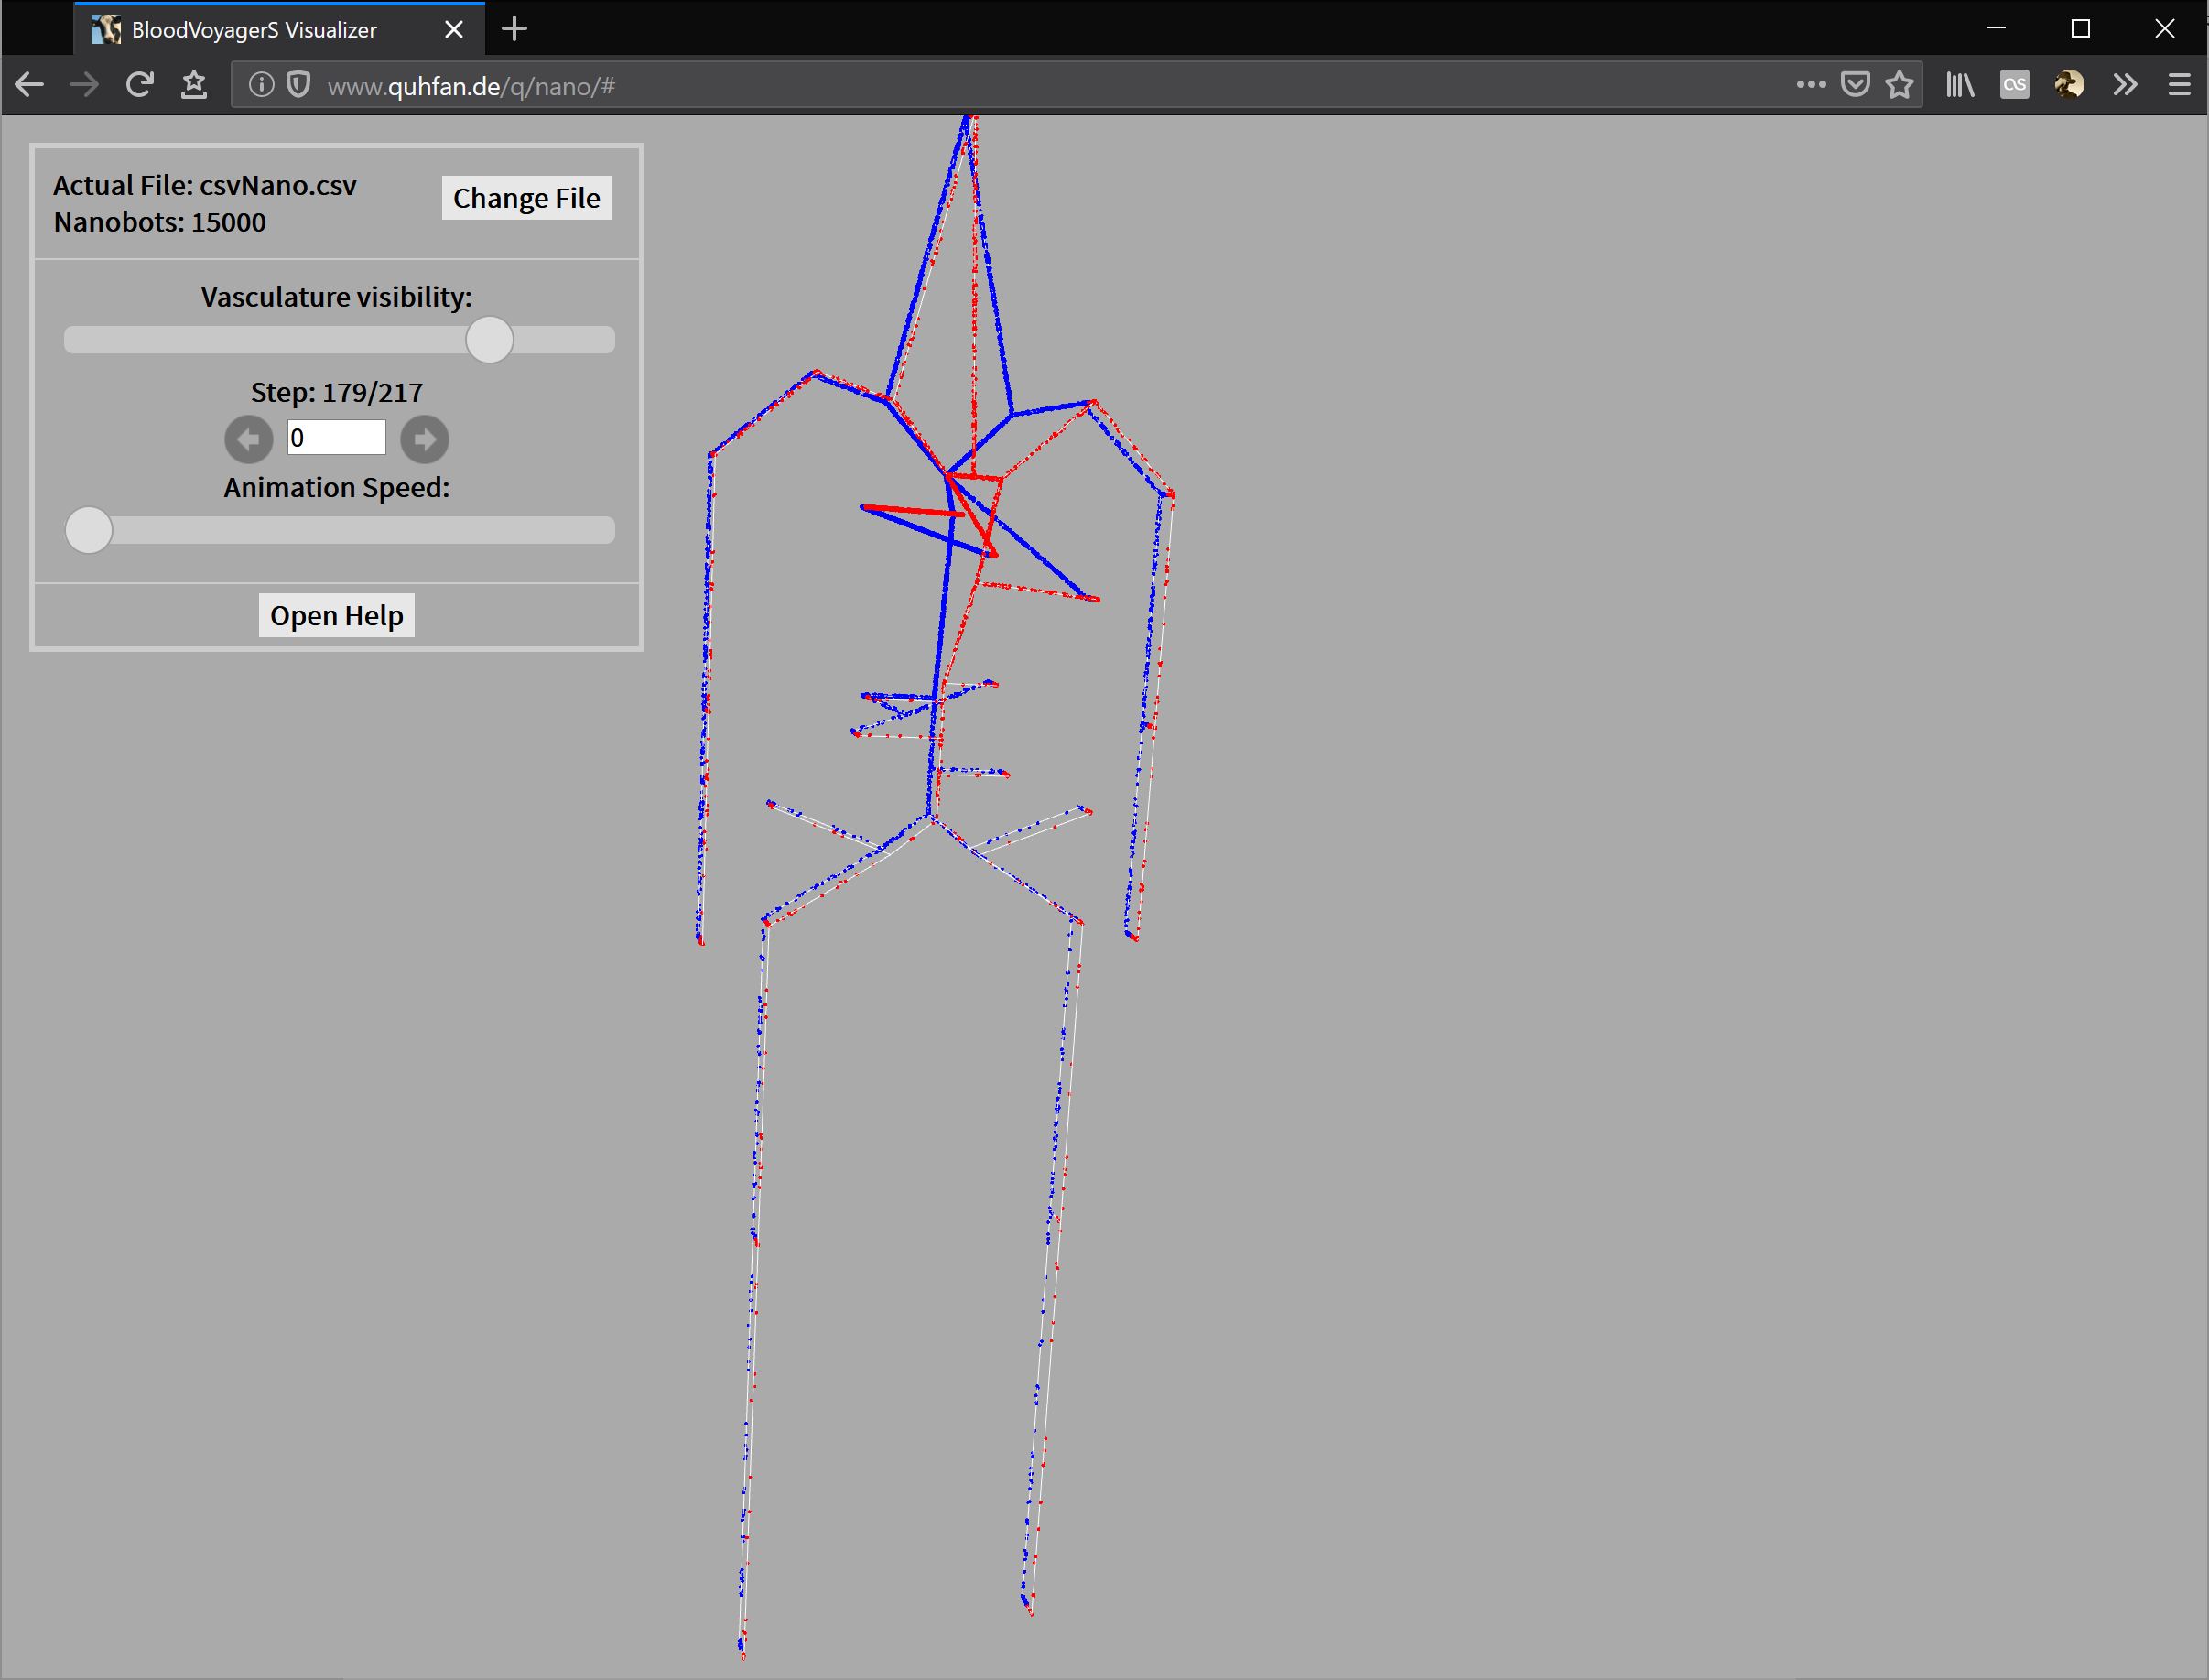 BloodVoyagerS Visualizer
www.quhfan.de/q/nano/#
Actual File: csvNano.csv
Nanobots: 15000
Change File
Vasculature visibility:
Step: 179/217
0
Animation Speed:
Open Help